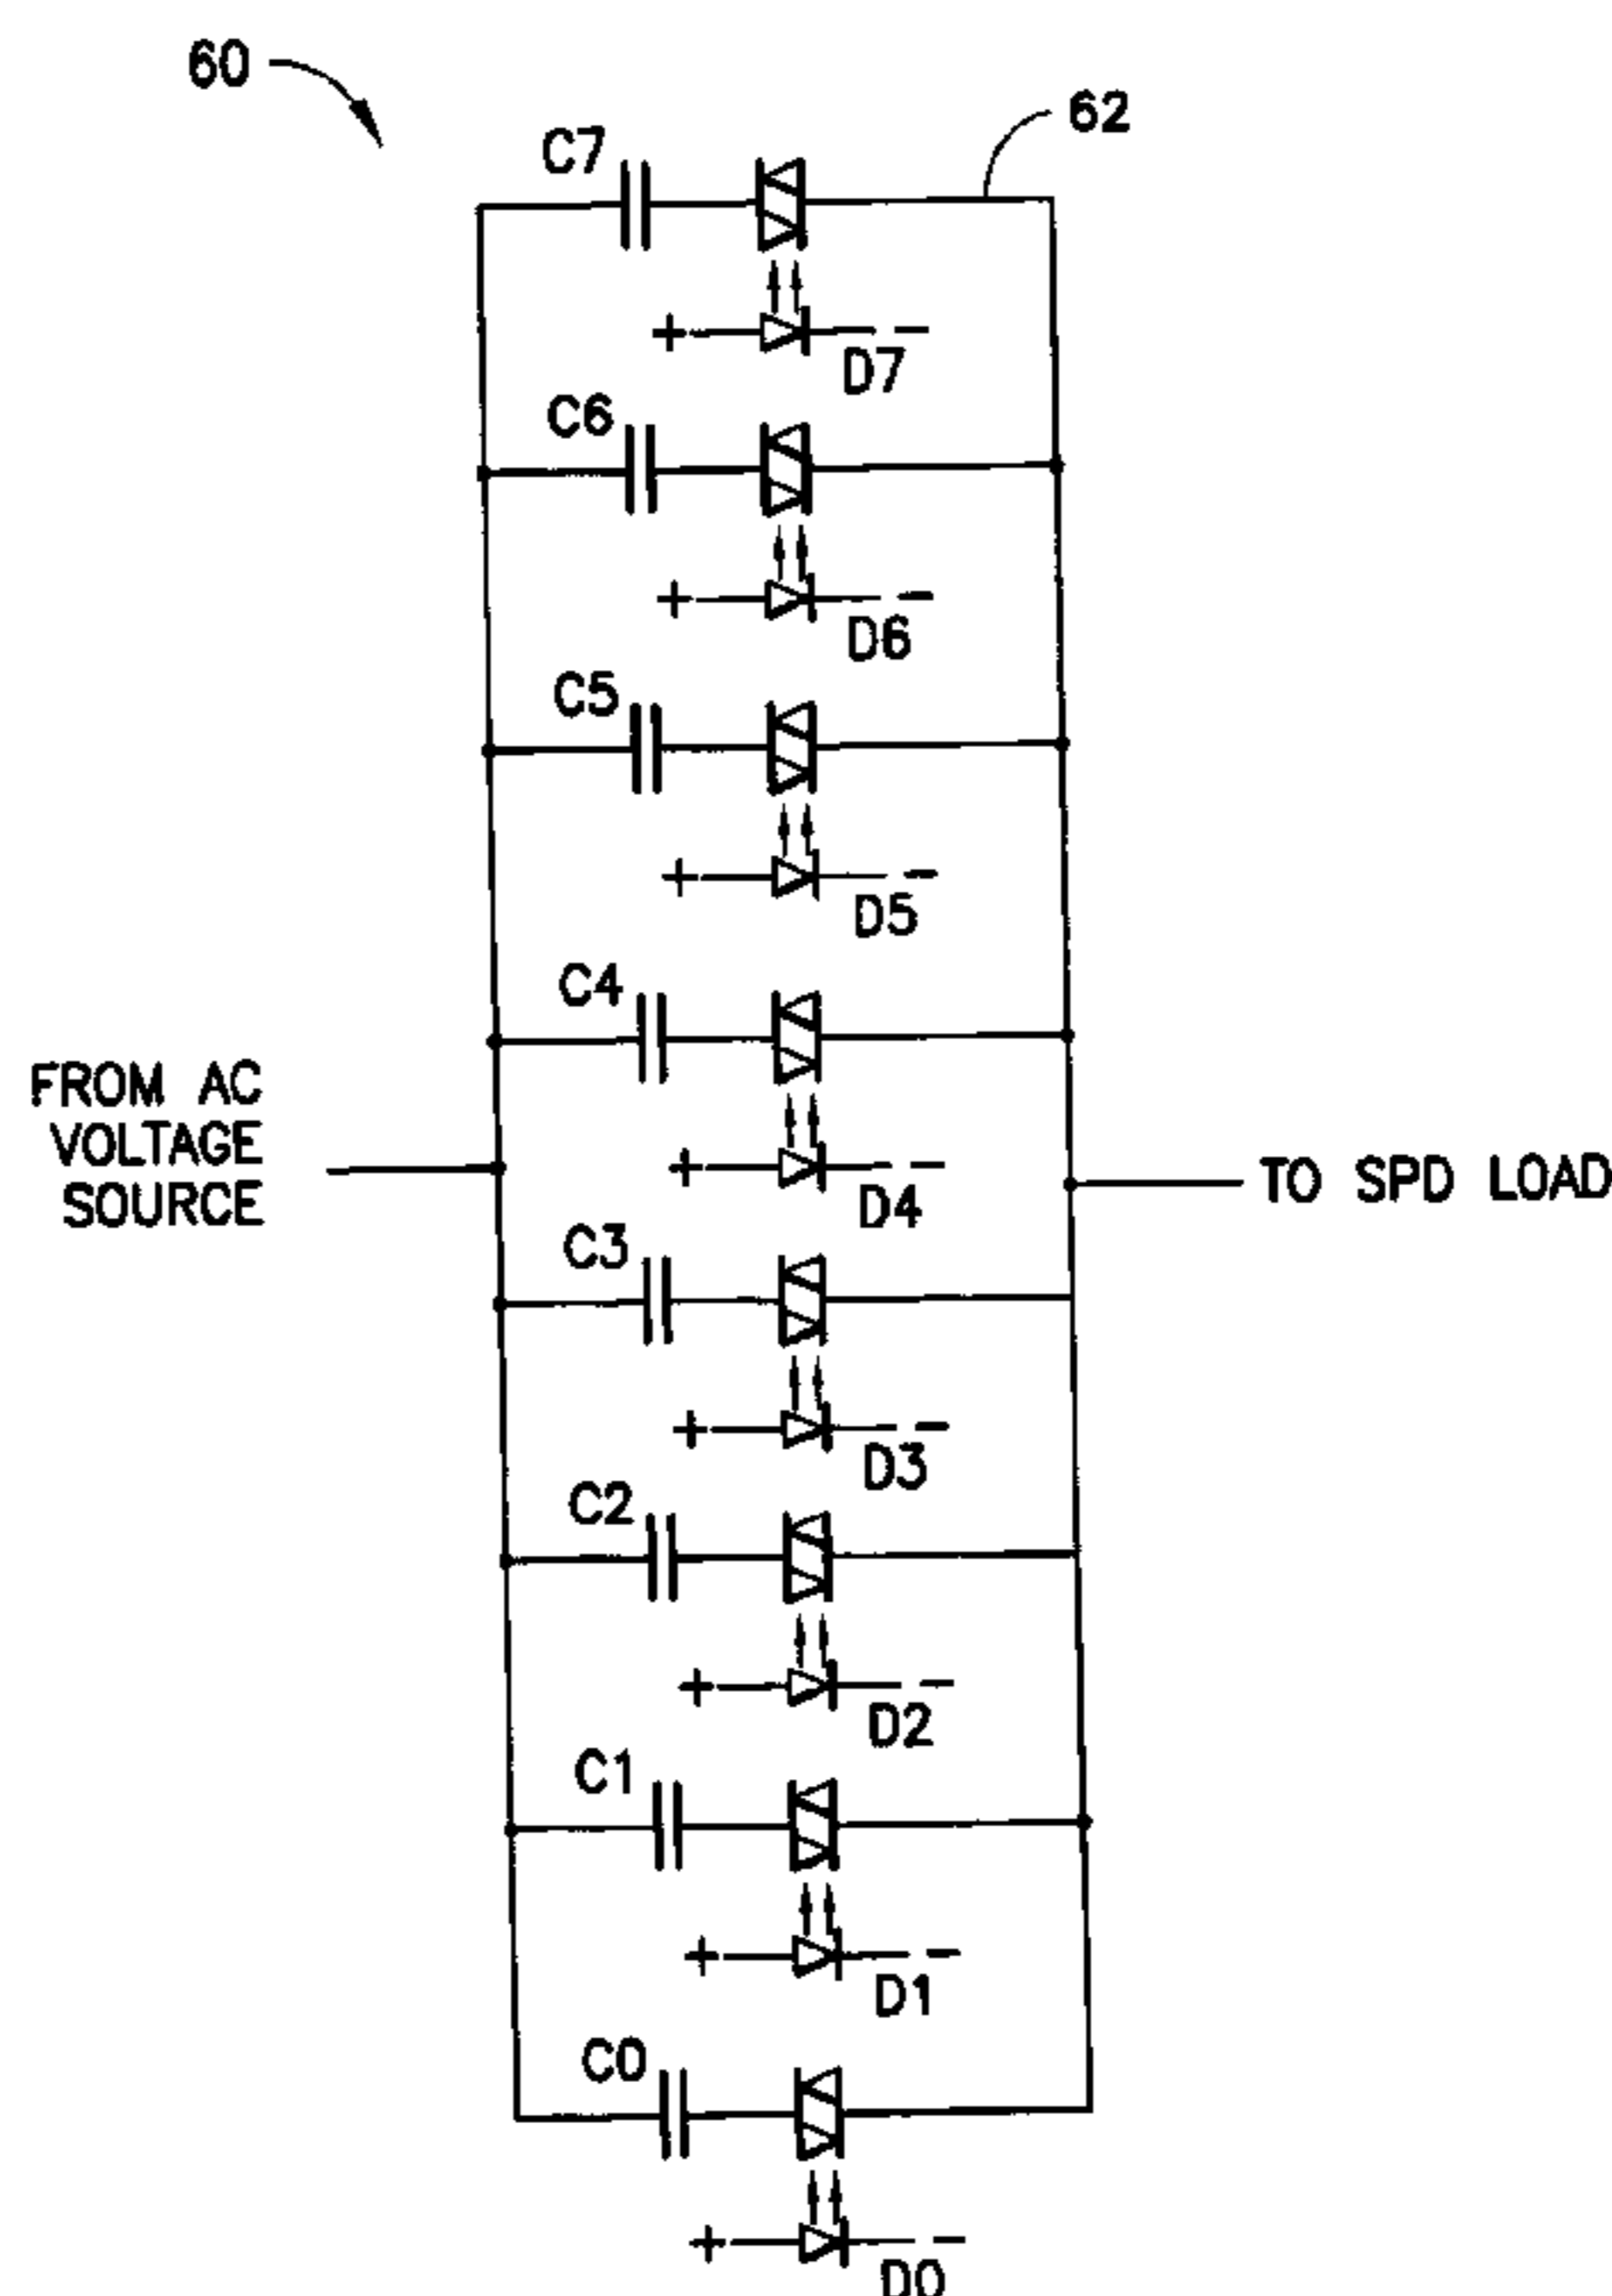 60
62
C7
+ -
D7
C6
+ -
D6
C5
+ -
D5
C4
FROM AC
VOLTAGE
SOURCE
+ -
D4
TO SPD LOAD
C3
+ -
D3
C2
+ -
D2
C1
+ -
D1
C0
+ -
D0